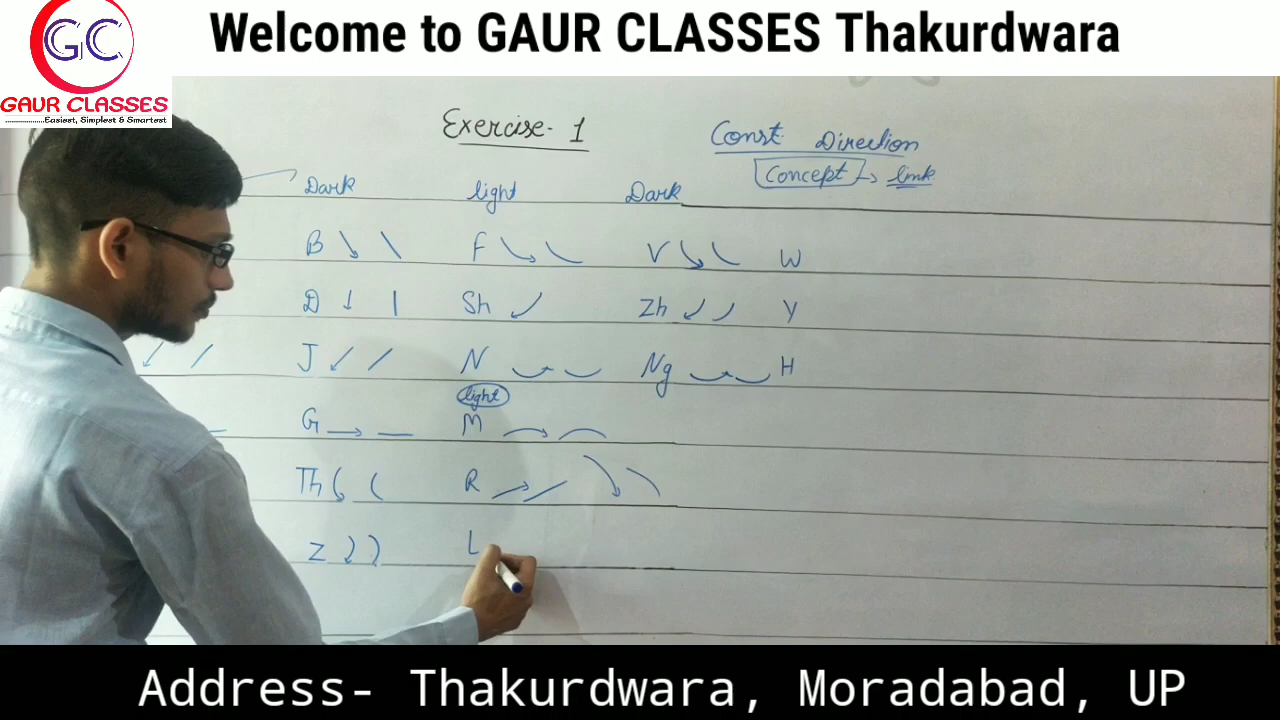 Welcome to GAUR CLASSES Thakurdwara
GC
GAUR CLASSES
Easiest, Simplest & Smartest
Exercise- 1
Const. Direction
Concept → link
Dark light Dark
B F V W
D Sh Zh Y
J N Ng H
light
G M
Th R
Z L
Address- Thakurdwara, Moradabad, UP